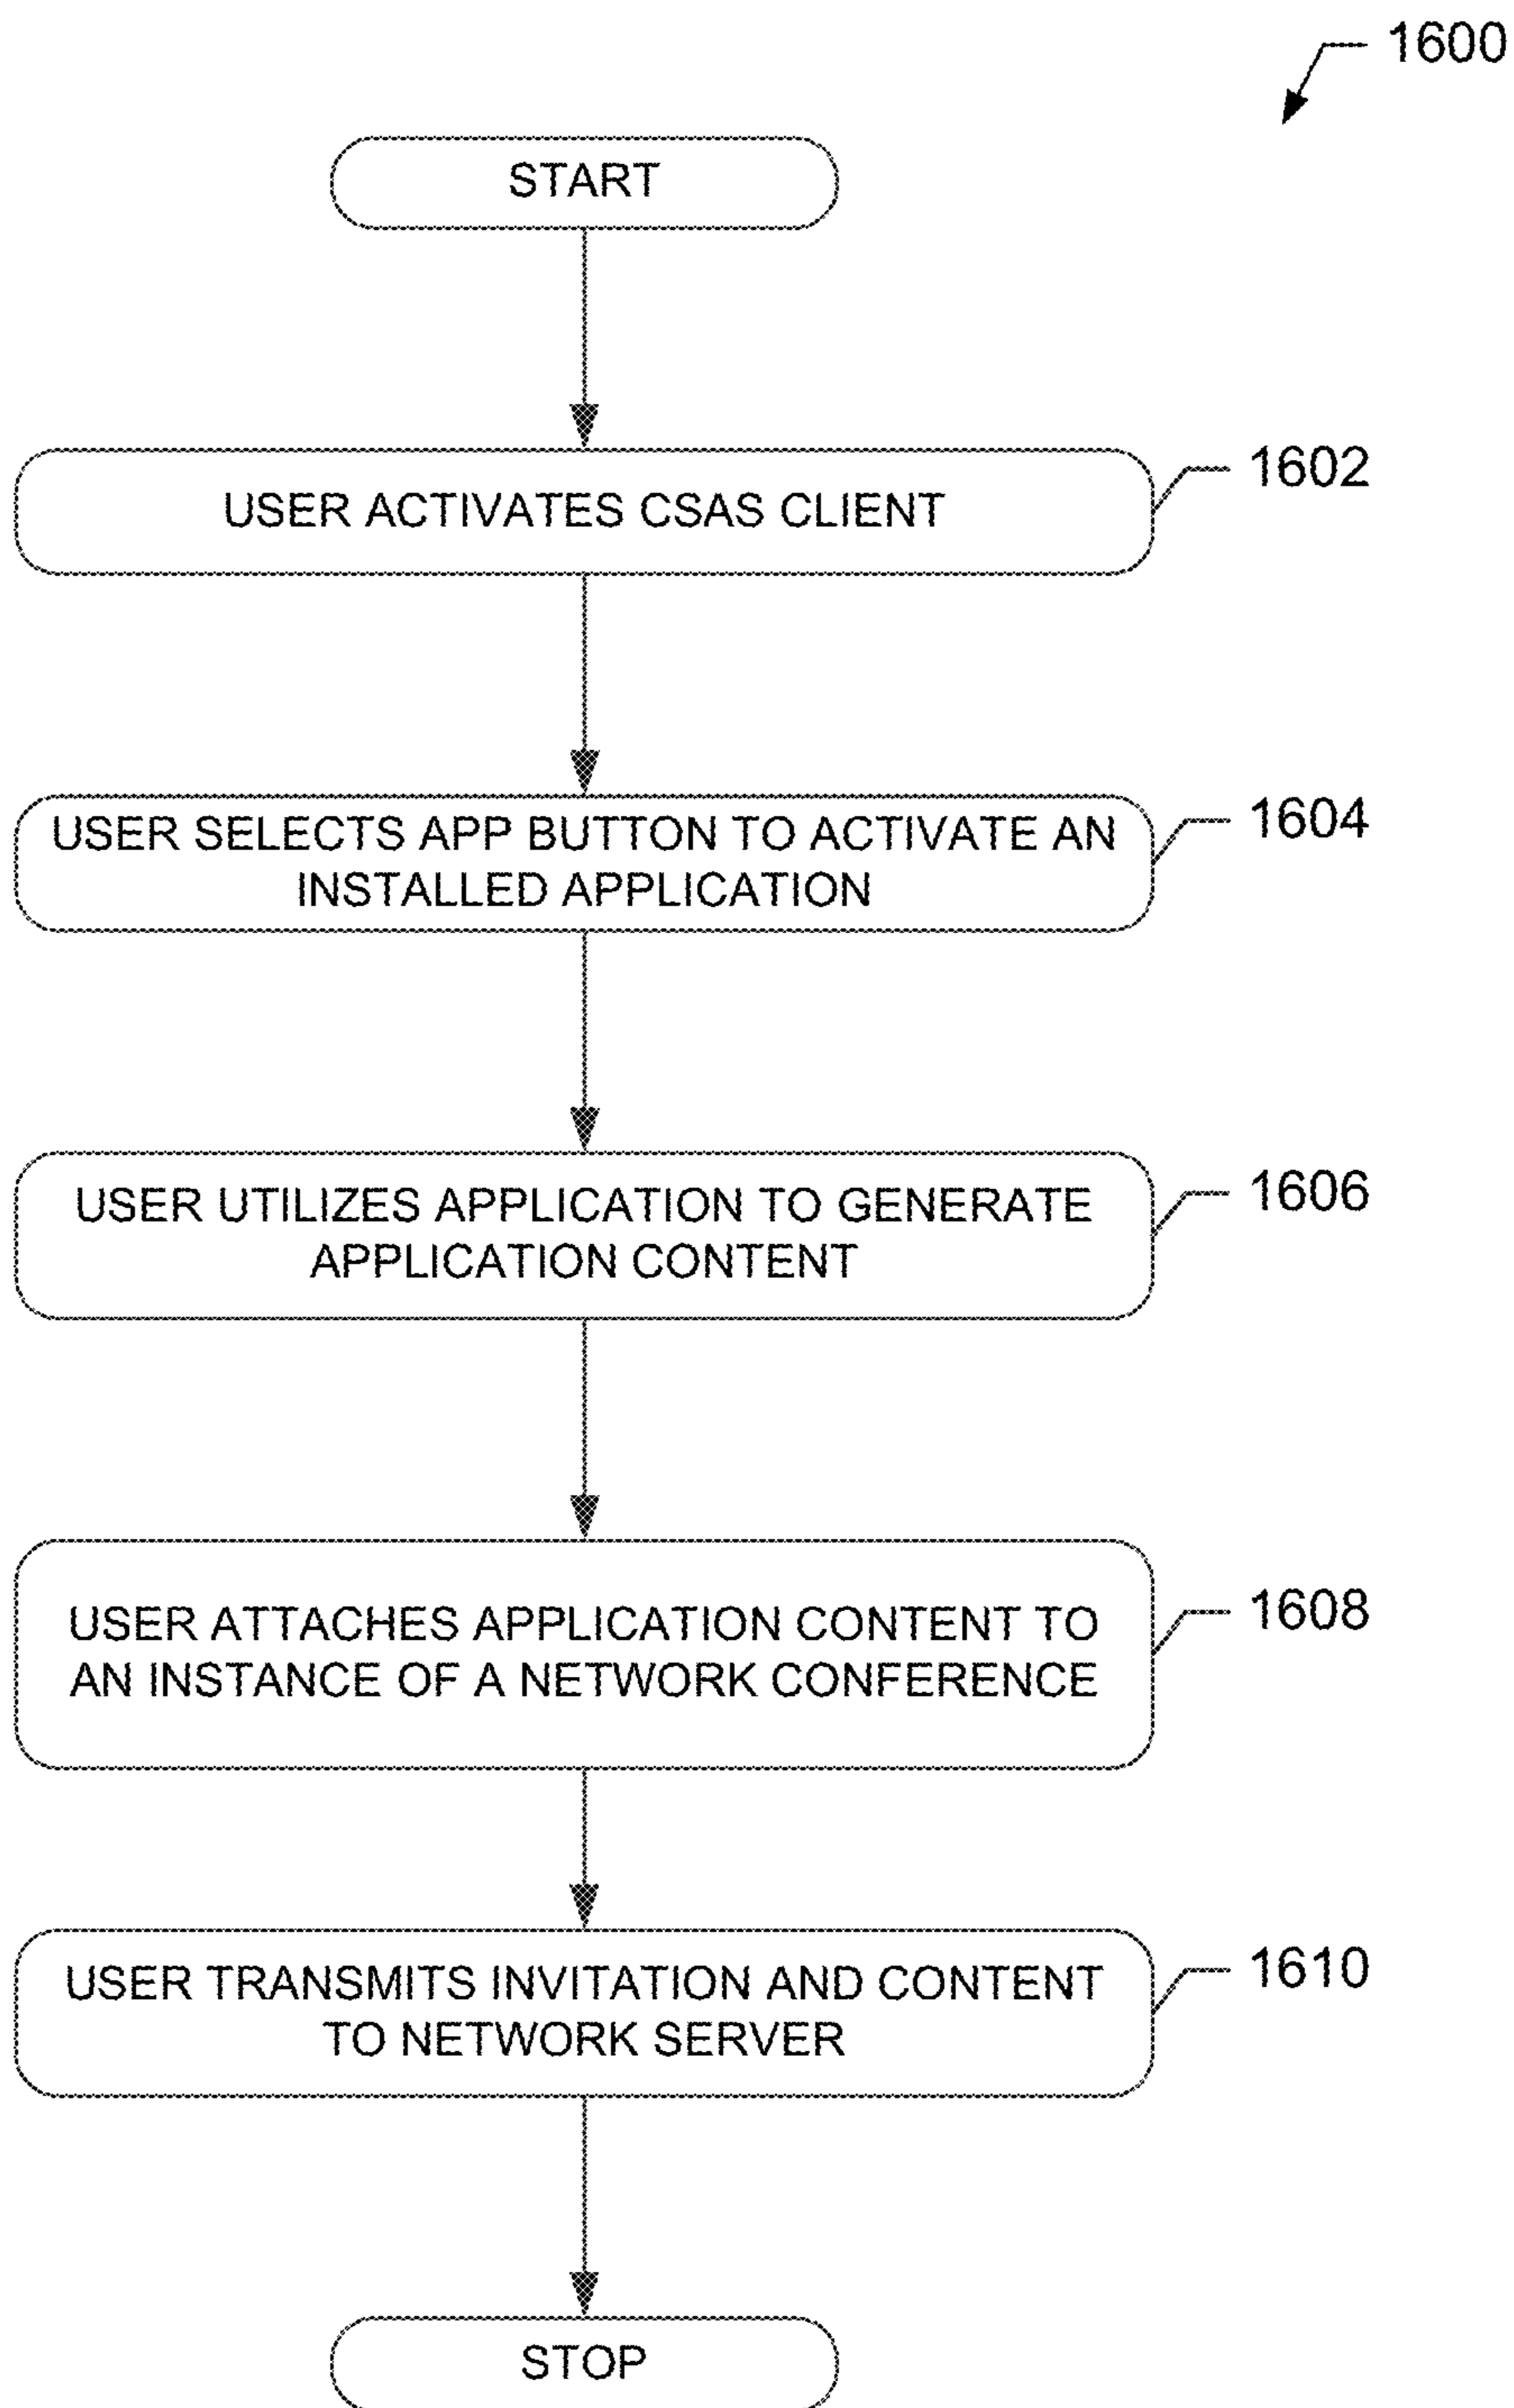 1600
START
USER ACTIVATES CSAS CLIENT
1602
USER SELECTS APP BUTTON TO ACTIVATE AN
INSTALLED APPLICATION
1604
USER UTILIZES APPLICATION TO GENERATE
APPLICATION CONTENT
1606
USER ATTACHES APPLICATION CONTENT TO
AN INSTANCE OF A NETWORK CONFERENCE
1608
USER TRANSMITS INVITATION AND CONTENT
TO NETWORK SERVER
1610
STOP